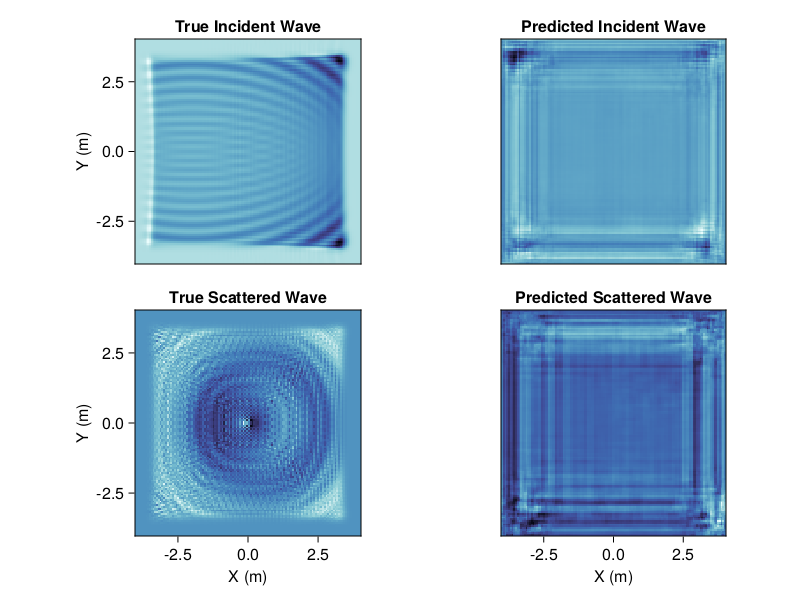 True Incident Wave
Predicted Incident Wave
Y (m)
2.5
0.0
-2.5
True Scattered Wave
Predicted Scattered Wave
Y (m)
2.5
0.0
-2.5
-2.5 0.0 2.5
-2.5 0.0 2.5
X (m)
X (m)